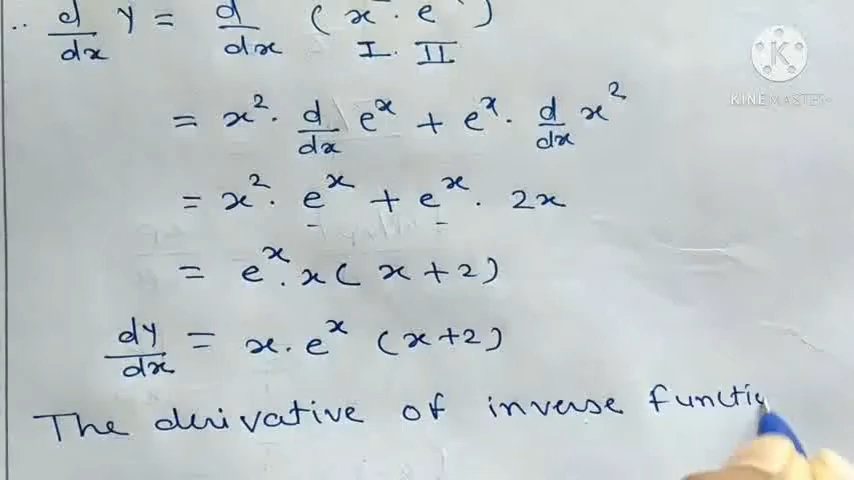 ∴ d/dx y = d/dx (x · e )
I · II
= x² · d/dx eˣ + eˣ · d/dx x²
= x² · eˣ + eˣ · 2x
= eˣ · x (x + 2)
dy/dx = x · eˣ (x+2)
The derivative of inverse functio
K
KINEMASTER